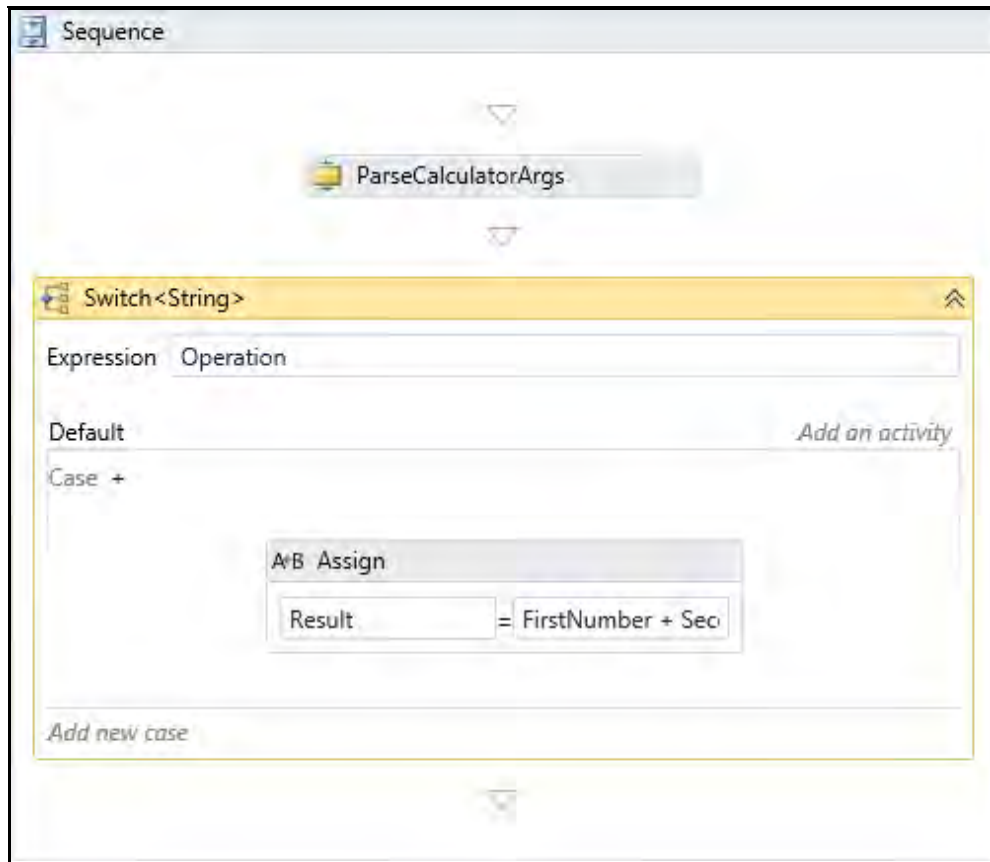 Sequence
ParseCalculatorArgs
Switch<String>
Expression Operation
Default Add an activity
Case +
A+B Assign
Result = FirstNumber + Sec
Add new case